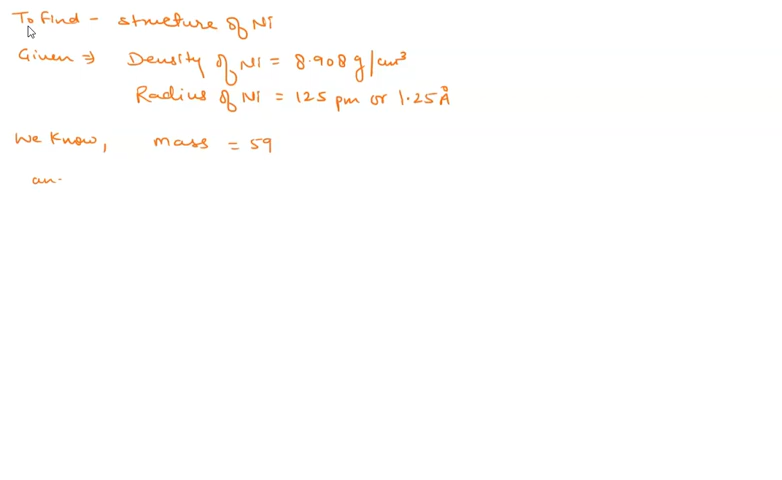 To Find - structure of Ni
Given ⇒ Density of Ni = 8.908 g/cm³
Radius of Ni = 125 pm or 1.25 Å
We Know, mass = 59
an